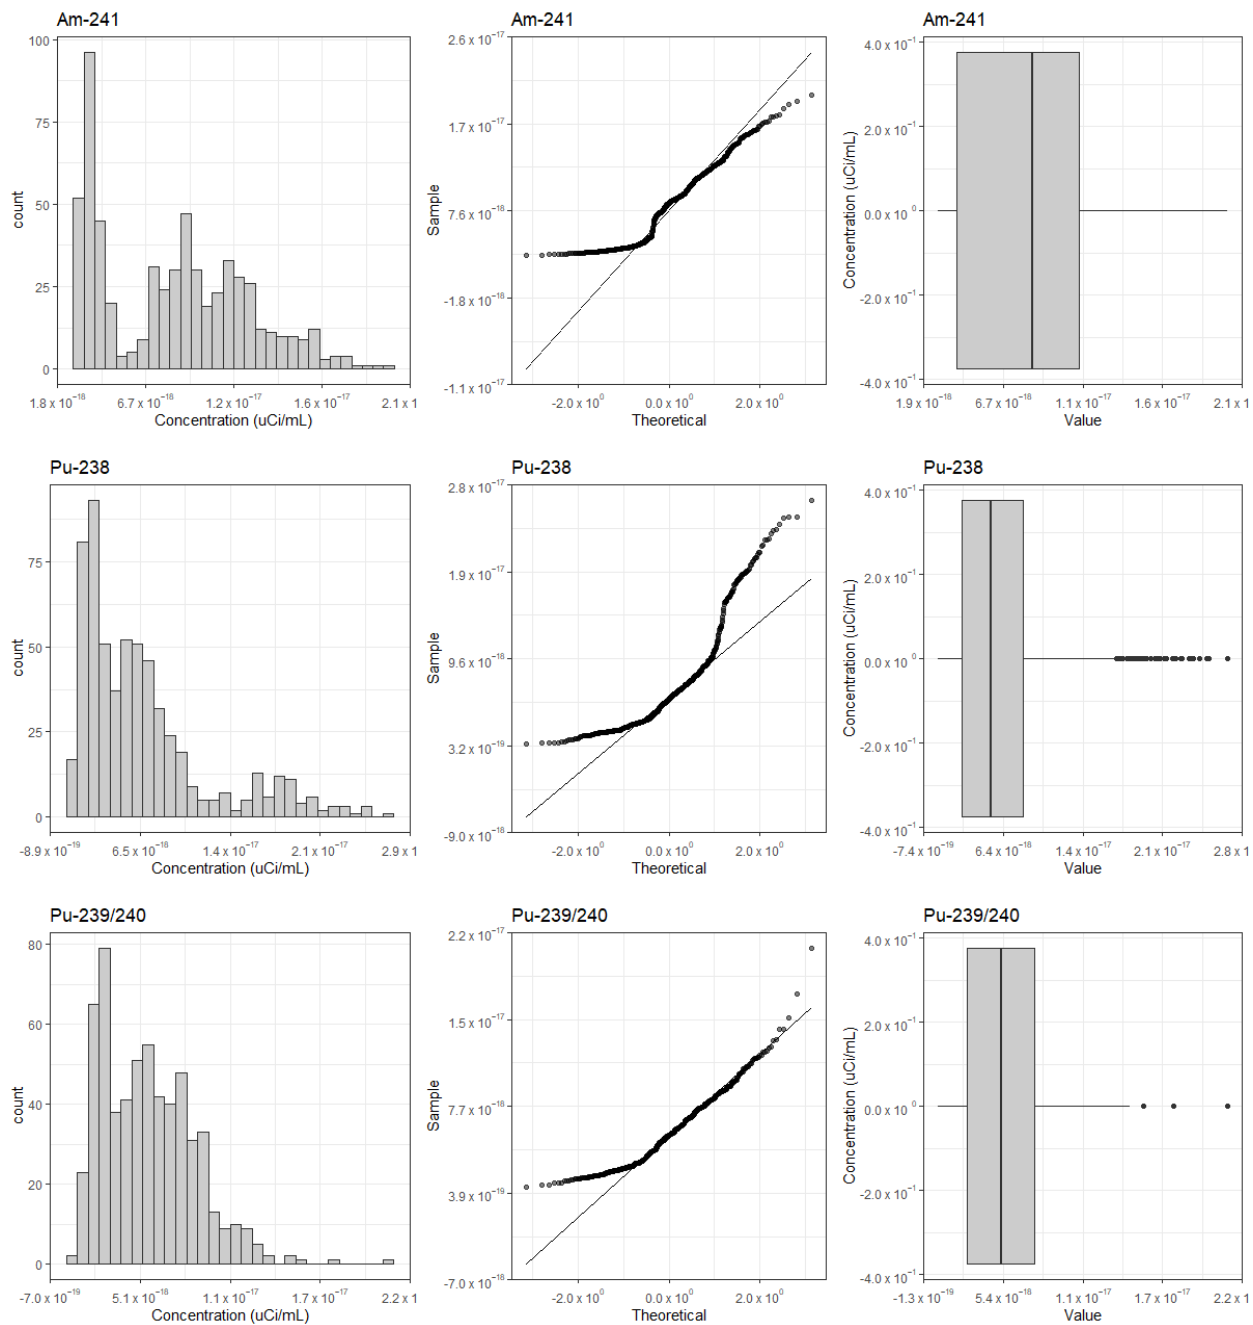 Am-241 Am-241 Am-241
100
75
50
25
0
count
1.8 x 10⁻¹⁸ 6.7 x 10⁻¹⁸ 1.2 x 10⁻¹⁷ 1.6 x 10⁻¹⁷ 2.1 x 1
Concentration (uCi/mL)
2.6 x 10⁻¹⁷
1.7 x 10⁻¹⁷
7.6 x 10⁻¹⁸
-1.8 x 10⁻¹⁸
-1.1 x 10⁻¹⁷
Sample
-2.0 x 10⁰ 0.0 x 10⁰ 2.0 x 10⁰
Theoretical
4.0 x 10⁻¹
2.0 x 10⁻¹
0.0 x 10⁰
-2.0 x 10⁻¹
-4.0 x 10⁻¹
Concentration (uCi/mL)
1.9 x 10⁻¹⁸ 6.7 x 10⁻¹⁸ 1.1 x 10⁻¹⁷ 1.6 x 10⁻¹⁷ 2.1 x 1
Value
Pu-238 Pu-238 Pu-238
75
50
25
0
count
-8.9 x 10⁻¹⁹ 6.5 x 10⁻¹⁸ 1.4 x 10⁻¹⁷ 2.1 x 10⁻¹⁷ 2.9 x 1
Concentration (uCi/mL)
2.8 x 10⁻¹⁷
1.9 x 10⁻¹⁷
9.6 x 10⁻¹⁸
3.2 x 10⁻¹⁹
-9.0 x 10⁻¹⁸
Sample
-2.0 x 10⁰ 0.0 x 10⁰ 2.0 x 10⁰
Theoretical
4.0 x 10⁻¹
2.0 x 10⁻¹
0.0 x 10⁰
-2.0 x 10⁻¹
-4.0 x 10⁻¹
Concentration (uCi/mL)
-7.4 x 10⁻¹⁹ 6.4 x 10⁻¹⁸ 1.4 x 10⁻¹⁷ 2.1 x 10⁻¹⁷ 2.8 x 1
Value
Pu-239/240 Pu-239/240 Pu-239/240
80
60
40
20
0
count
-7.0 x 10⁻¹⁹ 5.1 x 10⁻¹⁸ 1.1 x 10⁻¹⁷ 1.7 x 10⁻¹⁷ 2.2 x 1
Concentration (uCi/mL)
2.2 x 10⁻¹⁷
1.5 x 10⁻¹⁷
7.7 x 10⁻¹⁸
3.9 x 10⁻¹⁹
-7.0 x 10⁻¹⁸
Sample
-2.0 x 10⁰ 0.0 x 10⁰ 2.0 x 10⁰
Theoretical
4.0 x 10⁻¹
2.0 x 10⁻¹
0.0 x 10⁰
-2.0 x 10⁻¹
-4.0 x 10⁻¹
Concentration (uCi/mL)
-1.3 x 10⁻¹⁹ 5.4 x 10⁻¹⁸ 1.1 x 10⁻¹⁷ 1.7 x 10⁻¹⁷ 2.2 x 1
Value